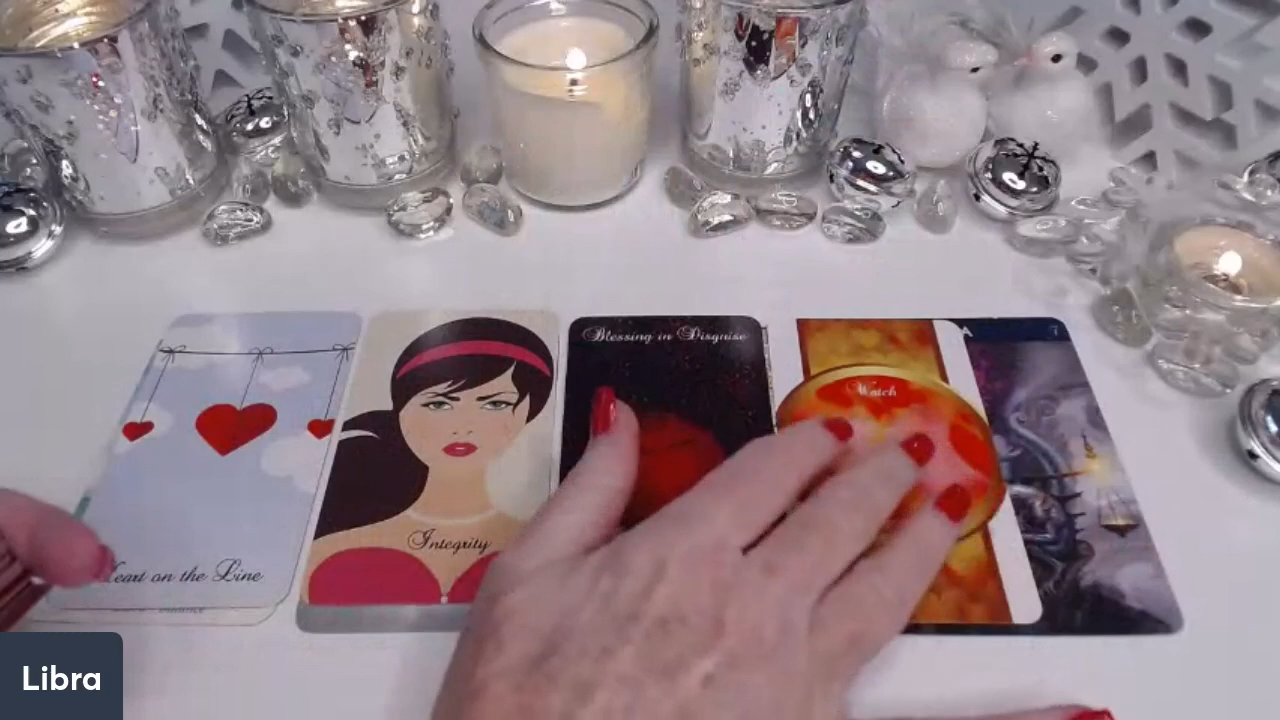 Blessing in Disguise
A
Watch
Integrity
Heart on the Line
Libra